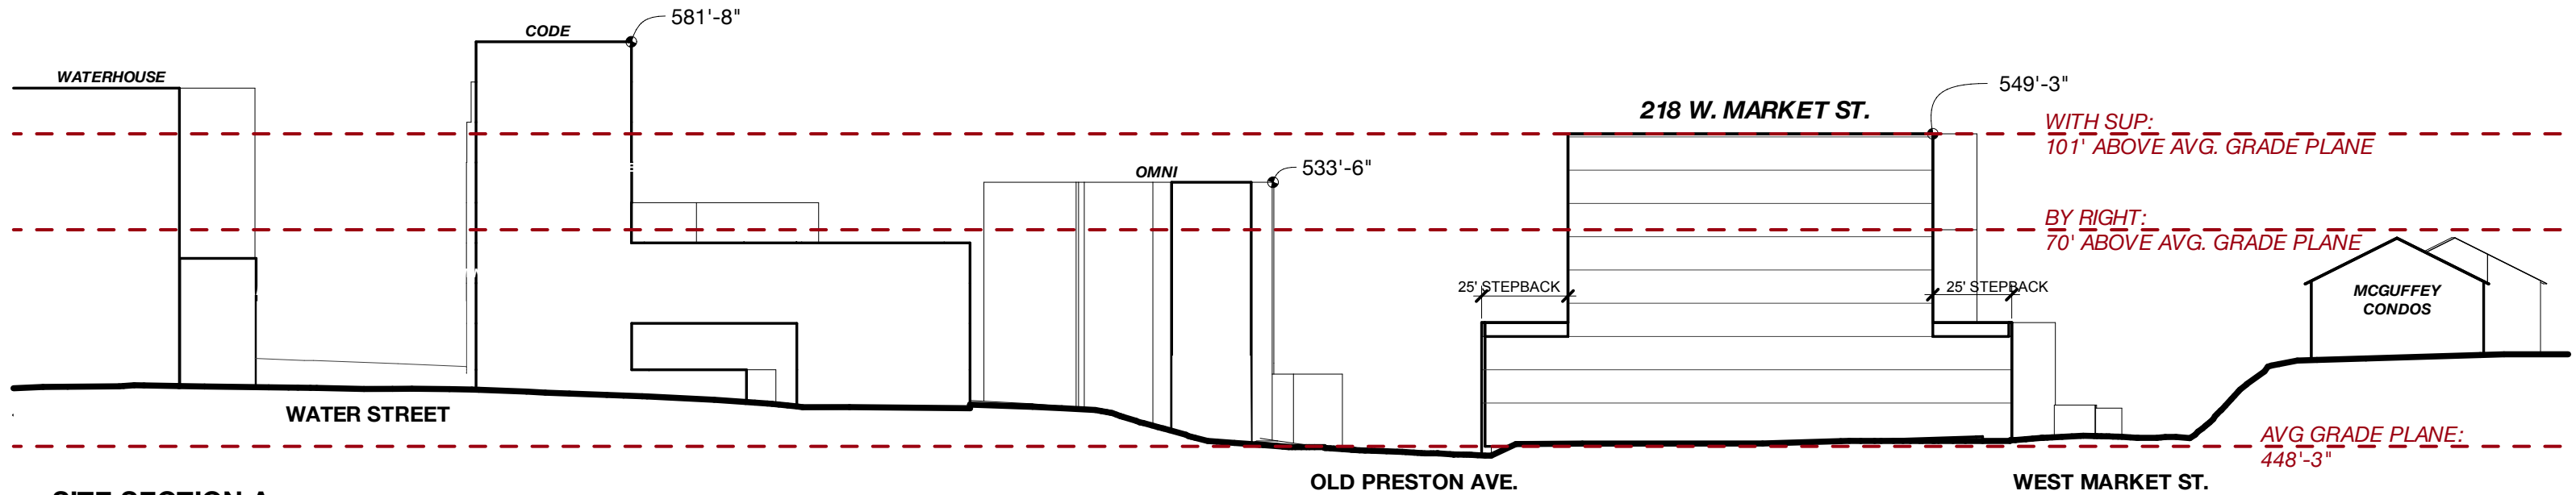 581'-8"
CODE
WATERHOUSE
549'-3"
218 W. MARKET ST.
WITH SUP:
101' ABOVE AVG. GRADE PLANE
533'-6"
OMNI
BY RIGHT:
70' ABOVE AVG. GRADE PLANE
25' STEPBACK
25' STEPBACK
MCGUFFEY
CONDOS
WATER STREET
AVG GRADE PLANE:
448'-3"
OLD PRESTON AVE.
WEST MARKET ST.
SITE SECTION A